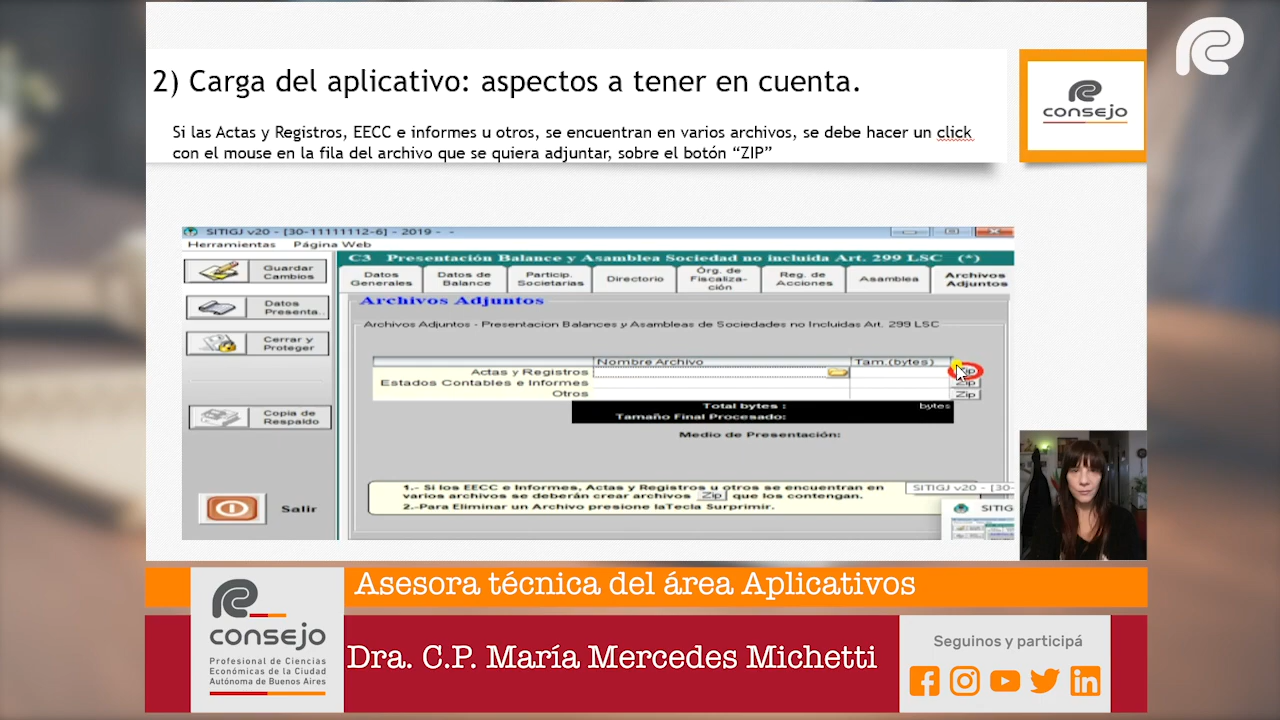 2) Carga del aplicativo: aspectos a tener en cuenta.
Si las Actas y Registros, EECC e informes u otros, se encuentran en varios archivos, se debe hacer un click
con el mouse en la fila del archivo que se quiera adjuntar, sobre el botón “ZIP”
consejo
SITIGJ v20 - [30-11111112-6] - 2019 - -
Herramientas Página Web
Guardar
Cambios
Datos
Presenta..
Cerrar y
Proteger
Copia de
Respaldo
Salir
C3 Presentación Balance y Asamblea Sociedad no incluida Art. 299 LSC (*)
Datos
Generales
Datos de
Balance
Particip.
Societarias
Directorio
Órg. de
Fiscaliza-
ción
Reg. de
Acciones
Asamblea
Archivos
Adjuntos
Archivos Adjuntos
Archivos Adjuntos - Presentacion Balances y Asambleas de Sociedades no Incluidas Art. 299 LSC
Nombre Archivo Tam.(bytes)
Actas y Registros
Estados Contables e Informes Zip
Otros Zip
Total bytes : bytes
Tamaño Final Procesado:
Medio de Presentación:
1.- Si los EECC e Informes, Actas y Registros u otros se encuentran en
varios archivos se deberán crear archivos Zip que los contengan.
2.-Para Eliminar un Archivo presione laTecla Surprimir.
SITIGJ v20 - [30-
SITIG
Asesora técnica del área Aplicativos
Dra. C.P. María Mercedes Michetti
consejo
Profesional de Ciencias
Económicas de la Ciudad
Autónoma de Buenos Aires
Seguinos y participá